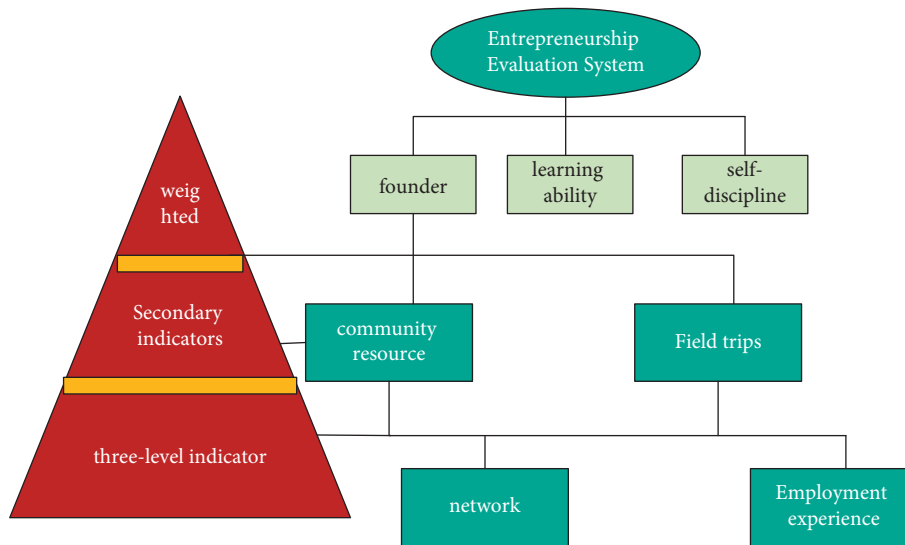 Entrepreneurship
Evaluation System
weig
hted
founder
learning
ability
self-
discipline
Secondary
indicators
community
resource
Field trips
three-level indicator
network
Employment
experience